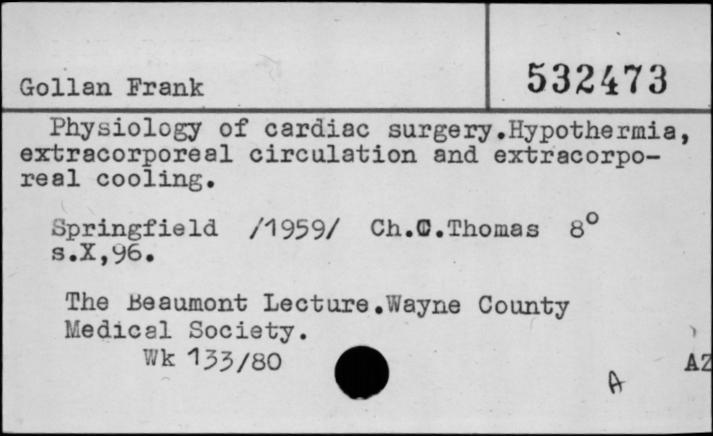 Gollan Frank
532473
Physiology of cardiac surgery.Hypothermia,
extracorporeal circulation and extracorpo-
real cooling.
Springfield /1959/ Ch.C.Thomas 8°
s.X,96.
The Beaumont Lecture.Wayne County
Medical Society.
Wk 133/80
A
AZ